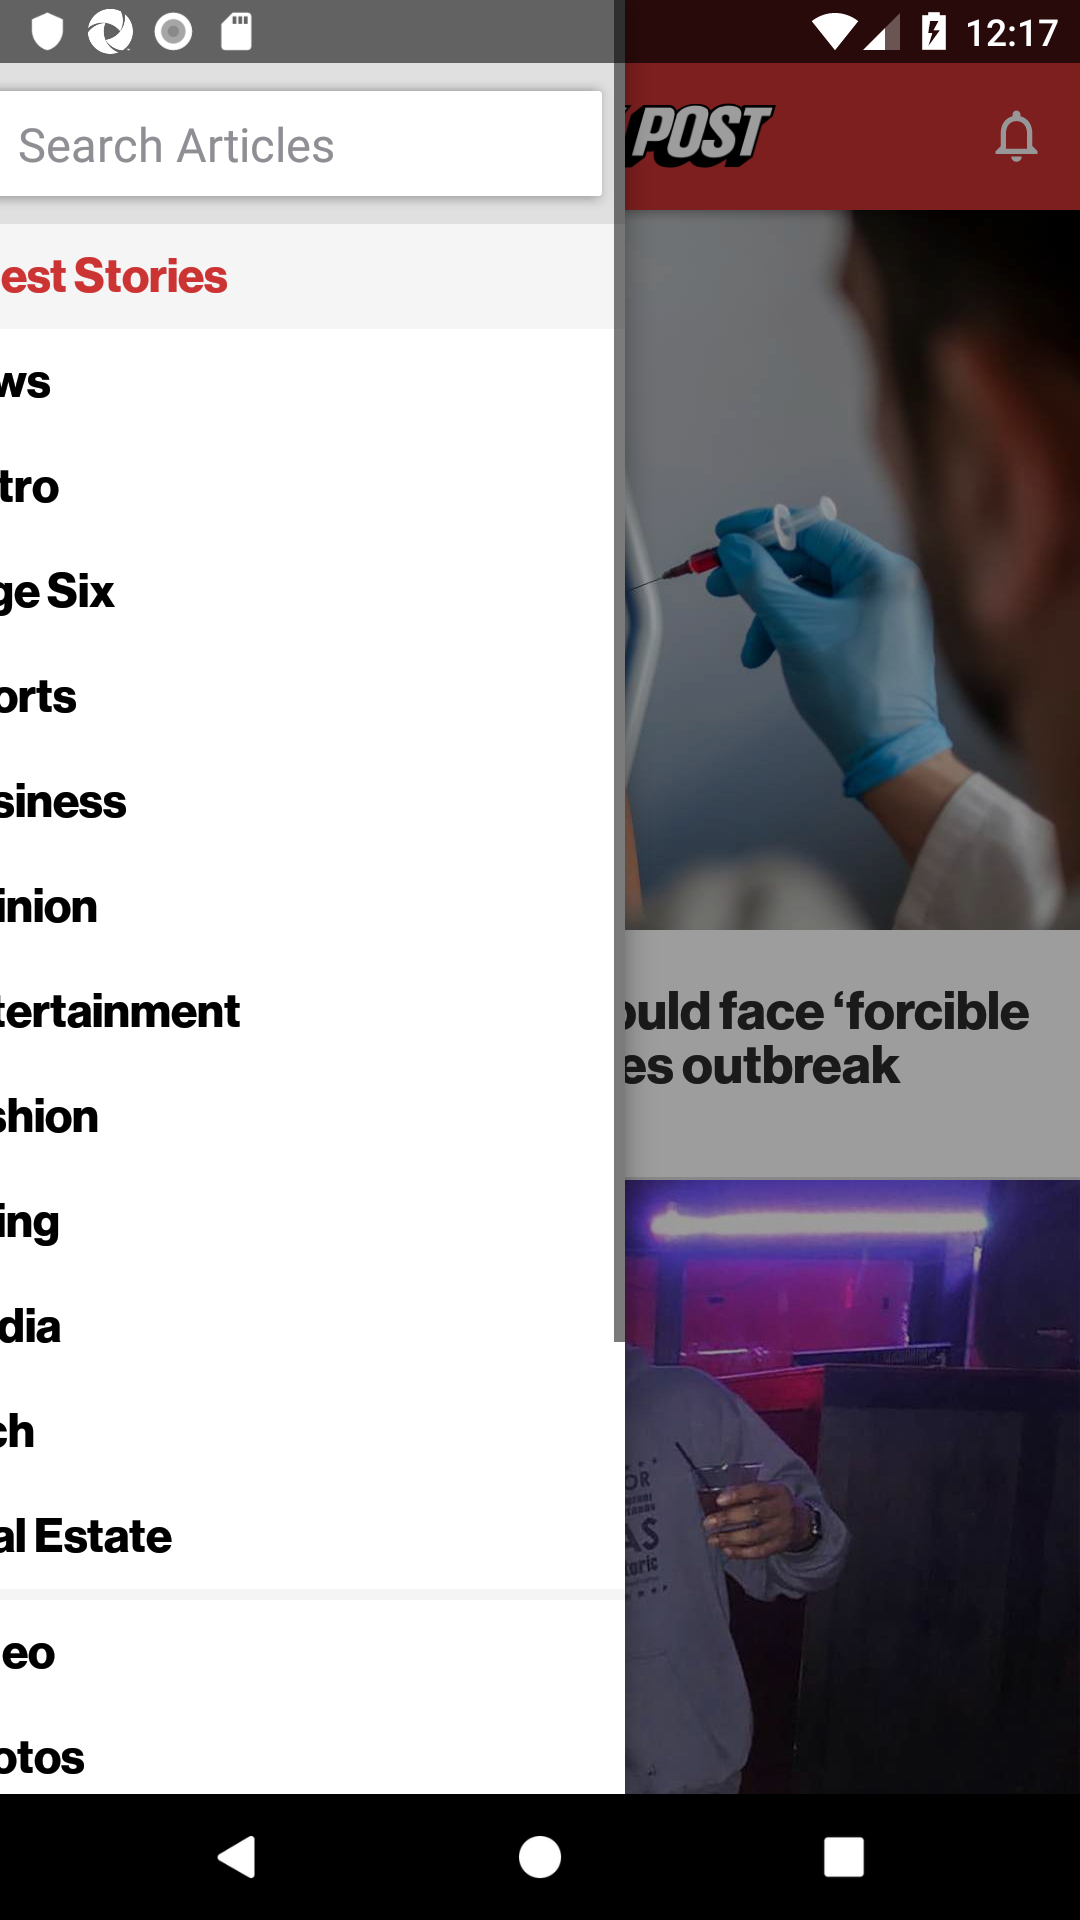 12:17
Search Articles
POST
est Stories
ws
tro
ge Six
orts
siness
inion
tertainment
ould face ‘forcible
es outbreak
shion
ing
dia
ch
al Estate
eo
otos